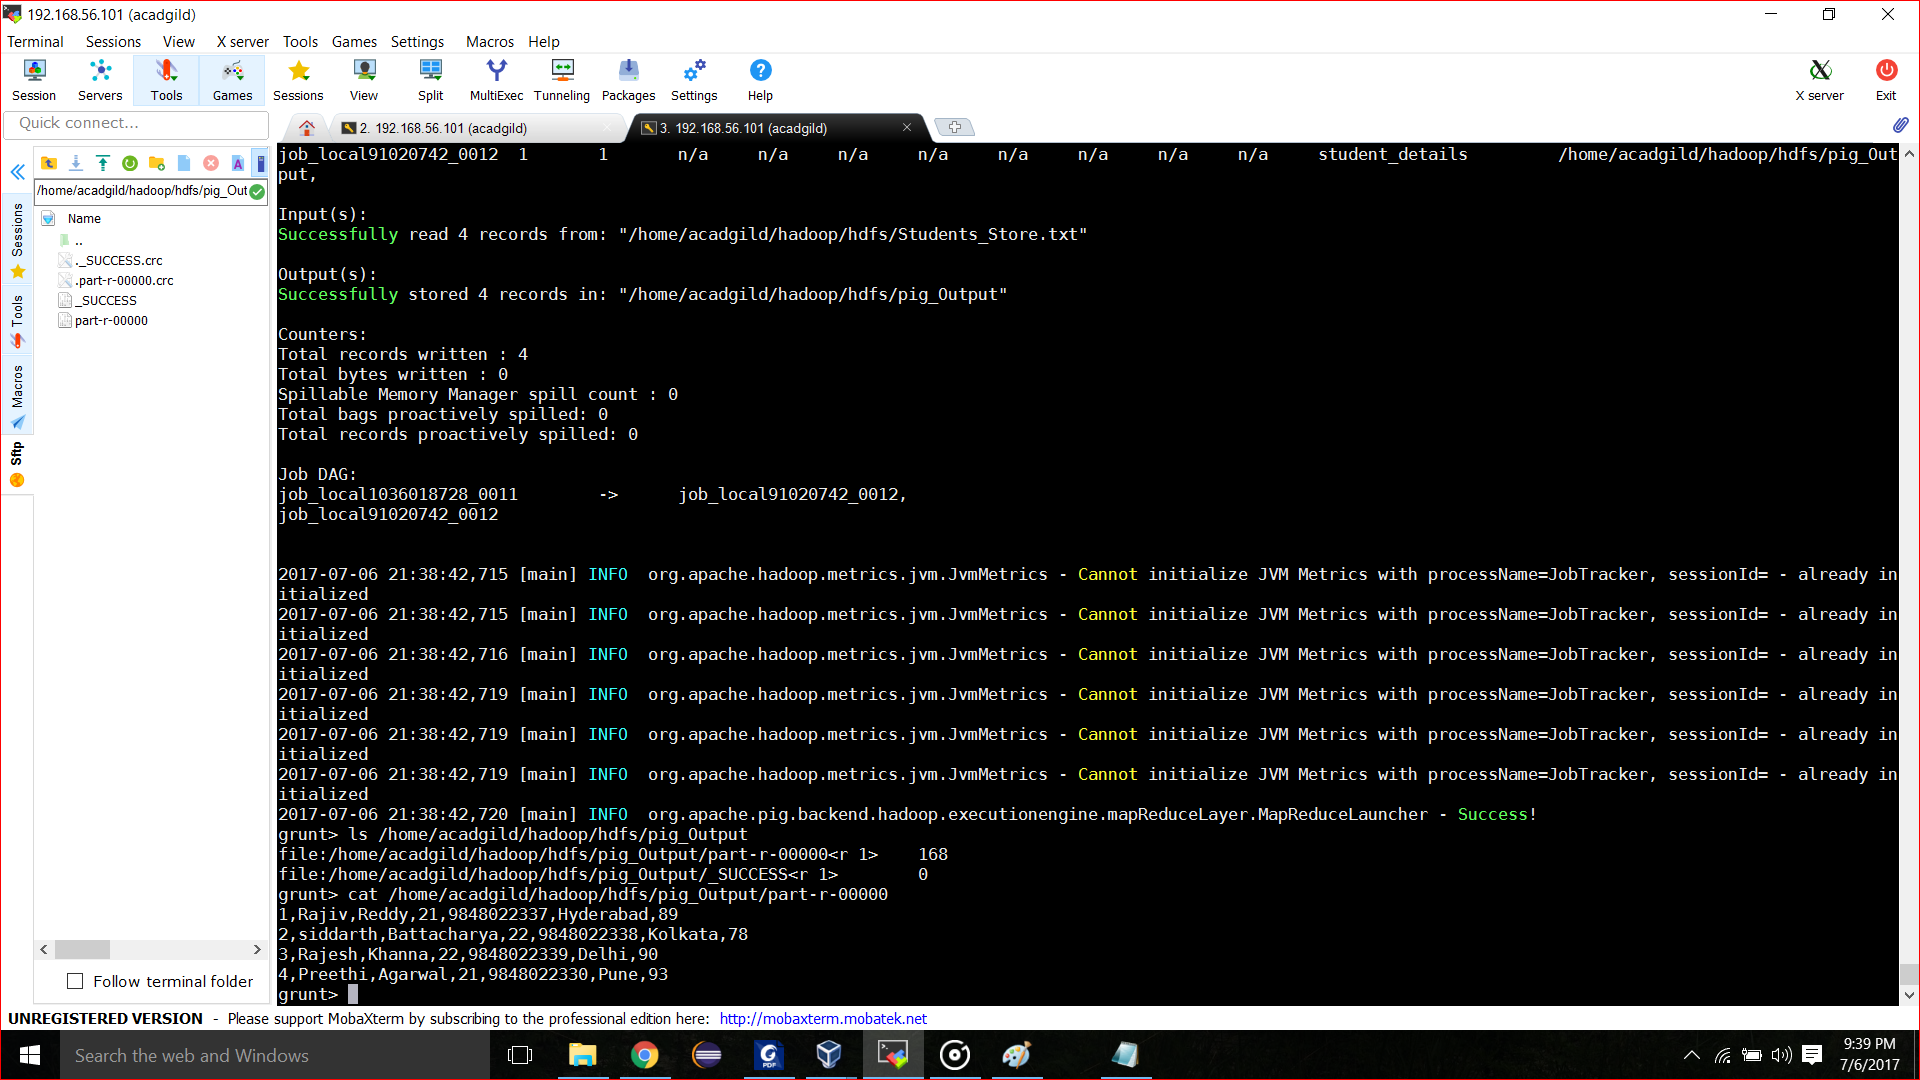 192.168.56.101 (acadgild)
Terminal Sessions View X server Tools Games Settings Macros Help
Session Servers Tools Games Sessions View Split MultiExec Tunneling Packages Settings Help X server Exit
Quick connect...
2. 192.168.56.101 (acadgild)
3. 192.168.56.101 (acadgild)
/home/acadgild/hadoop/hdfs/pig_Out
Name
..
._SUCCESS.crc
.part-r-00000.crc
_SUCCESS
part-r-00000
Sessions
Tools
Macros
Sftp
Follow terminal folder
job_local91020742_0012 1 1 n/a n/a n/a n/a n/a n/a n/a n/a student_details /home/acadgild/hadoop/hdfs/pig_Out
put,
Input(s):
Successfully read 4 records from: "/home/acadgild/hadoop/hdfs/Students_Store.txt"
Output(s):
Successfully stored 4 records in: "/home/acadgild/hadoop/hdfs/pig_Output"
Counters:
Total records written : 4
Total bytes written : 0
Spillable Memory Manager spill count : 0
Total bags proactively spilled: 0
Total records proactively spilled: 0
Job DAG:
job_local1036018728_0011 -> job_local91020742_0012,
job_local91020742_0012
2017-07-06 21:38:42,715 [main] INFO org.apache.hadoop.metrics.jvm.JvmMetrics - Cannot initialize JVM Metrics with processName=JobTracker, sessionId= - already in
itialized
2017-07-06 21:38:42,715 [main] INFO org.apache.hadoop.metrics.jvm.JvmMetrics - Cannot initialize JVM Metrics with processName=JobTracker, sessionId= - already in
itialized
2017-07-06 21:38:42,716 [main] INFO org.apache.hadoop.metrics.jvm.JvmMetrics - Cannot initialize JVM Metrics with processName=JobTracker, sessionId= - already in
itialized
2017-07-06 21:38:42,719 [main] INFO org.apache.hadoop.metrics.jvm.JvmMetrics - Cannot initialize JVM Metrics with processName=JobTracker, sessionId= - already in
itialized
2017-07-06 21:38:42,719 [main] INFO org.apache.hadoop.metrics.jvm.JvmMetrics - Cannot initialize JVM Metrics with processName=JobTracker, sessionId= - already in
itialized
2017-07-06 21:38:42,719 [main] INFO org.apache.hadoop.metrics.jvm.JvmMetrics - Cannot initialize JVM Metrics with processName=JobTracker, sessionId= - already in
itialized
2017-07-06 21:38:42,720 [main] INFO org.apache.pig.backend.hadoop.executionengine.mapReduceLayer.MapReduceLauncher - Success!
grunt> ls /home/acadgild/hadoop/hdfs/pig_Output
file:/home/acadgild/hadoop/hdfs/pig_Output/part-r-00000<r 1> 168
file:/home/acadgild/hadoop/hdfs/pig_Output/_SUCCESS<r 1> 0
grunt> cat /home/acadgild/hadoop/hdfs/pig_Output/part-r-00000
1,Rajiv,Reddy,21,9848022337,Hyderabad,89
2,siddarth,Battacharya,22,9848022338,Kolkata,78
3,Rajesh,Khanna,22,9848022339,Delhi,90
4,Preethi,Agarwal,21,9848022330,Pune,93
grunt>
UNREGISTERED VERSION - Please support MobaXterm by subscribing to the professional edition here: http://mobaxterm.mobatek.net
Search the web and Windows
PDF
9:39 PM
7/6/2017